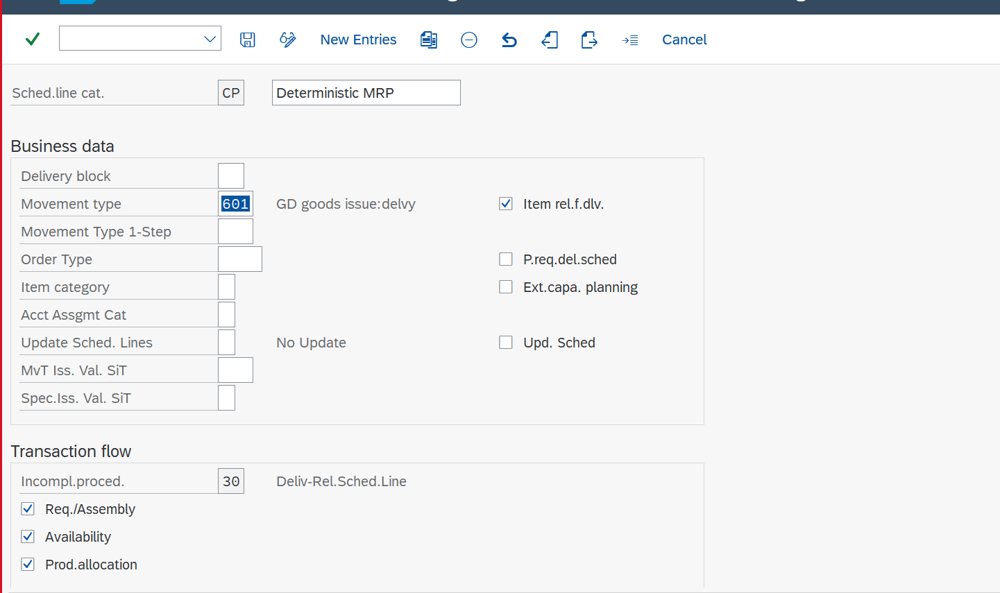 New Entries Cancel
Sched.line cat. CP Deterministic MRP
Business data
Delivery block
Movement type 601 GD goods issue:delvy Item rel.f.dlv.
Movement Type 1-Step
Order Type P.req.del.sched
Item category Ext.capa. planning
Acct Assgmt Cat
Update Sched. Lines No Update Upd. Sched
MvT Iss. Val. SiT
Spec.Iss. Val. SiT
Transaction flow
Incompl.proced. 30 Deliv-Rel.Sched.Line
Req./Assembly
Availability
Prod.allocation